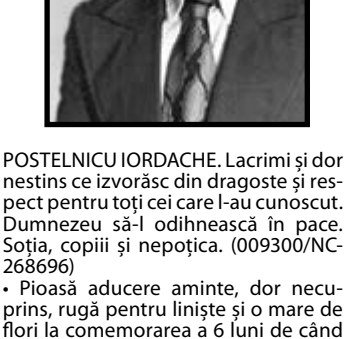 POSTELNICU IORDACHE. Lacrimi și dor
nestins ce izvorăsc din dragoste și res-
pect pentru toți cei care l-au cunoscut.
Dumnezeu să-l odihnească în pace.
Soția, copiii și nepoțica. (009300/NC-
268696)
• Pioasă aducere aminte, dor necu-
prins, rugă pentru liniște și o mare de
flori la comemorarea a 6 luni de când